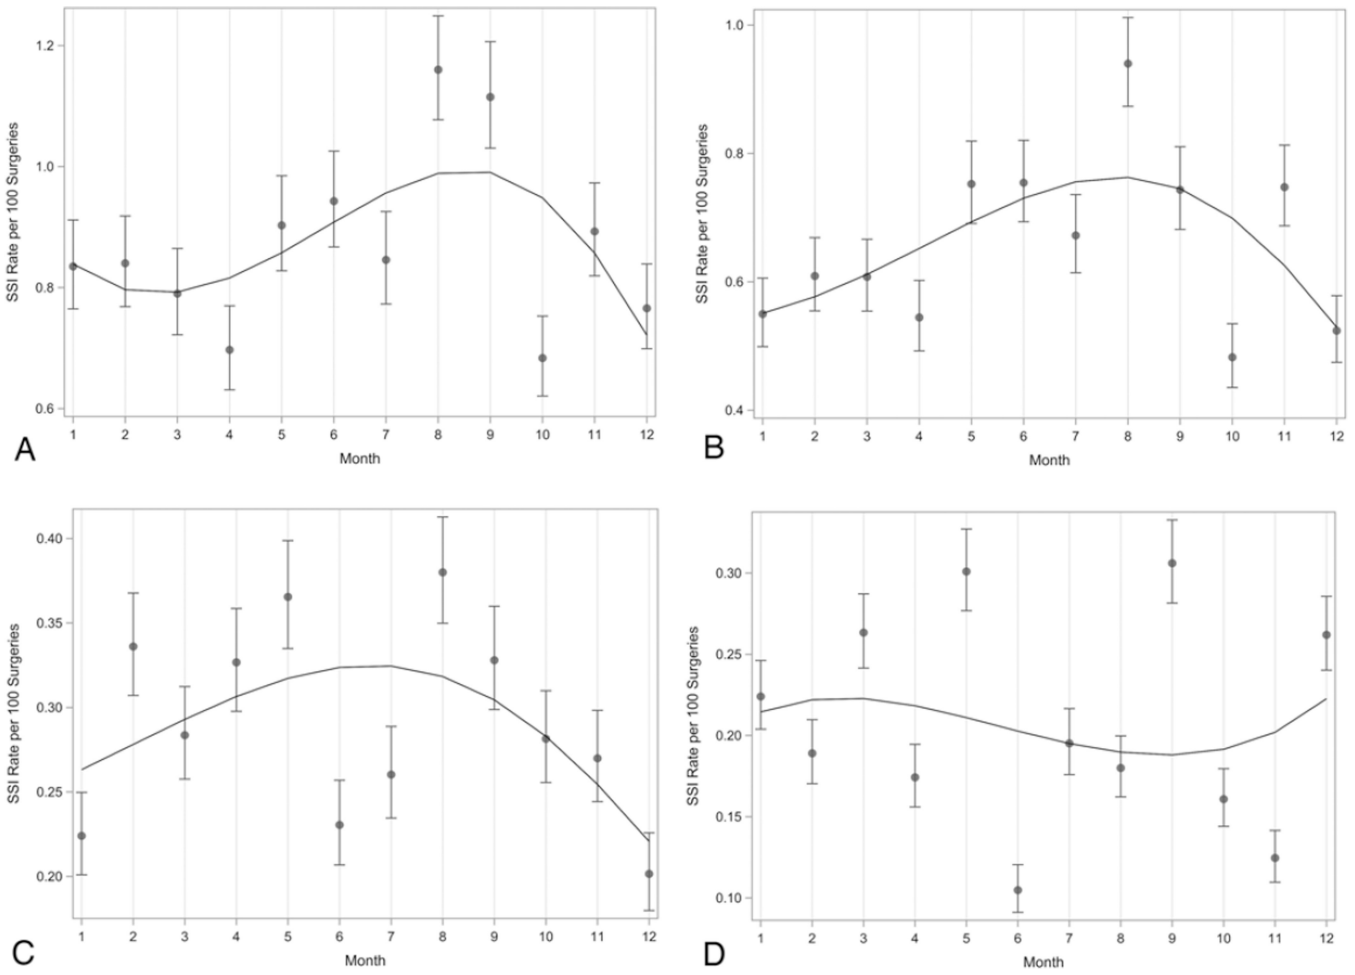 SSI Rate per 100 Surgeries
1.2
1.0
0.8
0.6
1 2 3 4 5 6 7 8 9 10 11 12
Month
A
SSI Rate per 100 Surgeries
1.0
0.8
0.6
0.4
1 2 3 4 5 6 7 8 9 10 11 12
Month
B
SSI Rate per 100 Surgeries
0.40
0.35
0.30
0.25
0.20
1 2 3 4 5 6 7 8 9 10 11 12
Month
C
SSI Rate per 100 Surgeries
0.30
0.25
0.20
0.15
0.10
1 2 3 4 5 6 7 8 9 10 11 12
Month
D